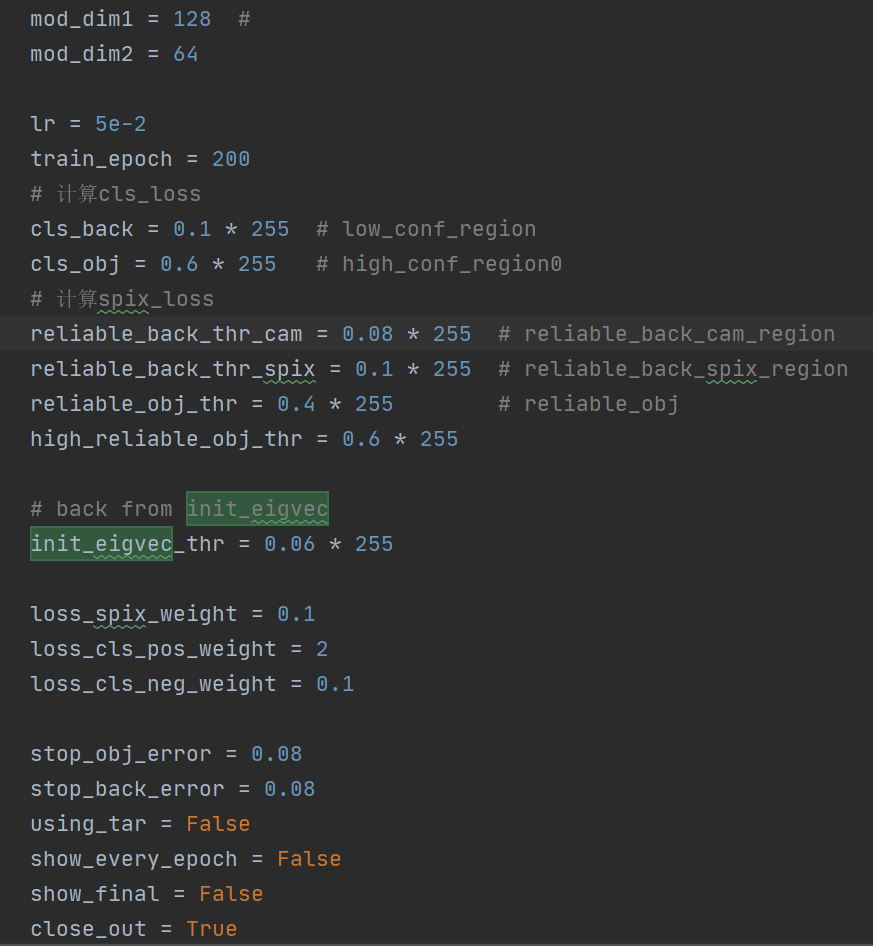 mod_dim1 = 128  #
mod_dim2 = 64
lr = 5e-2
train_epoch = 200
# 计算cls_loss
cls_back = 0.1 * 255  # low_conf_region
cls_obj = 0.6 * 255   # high_conf_region0
# 计算spix_loss
reliable_back_thr_cam = 0.08 * 255  # reliable_back_cam_region
reliable_back_thr_spix = 0.1 * 255  # reliable_back_spix_region
reliable_obj_thr = 0.4 * 255        # reliable_obj
high_reliable_obj_thr = 0.6 * 255
# back from init_eigvec
init_eigvec_thr = 0.06 * 255
loss_spix_weight = 0.1
loss_cls_pos_weight = 2
loss_cls_neg_weight = 0.1
stop_obj_error = 0.08
stop_back_error = 0.08
using_tar = False
show_every_epoch = False
show_final = False
close_out = True